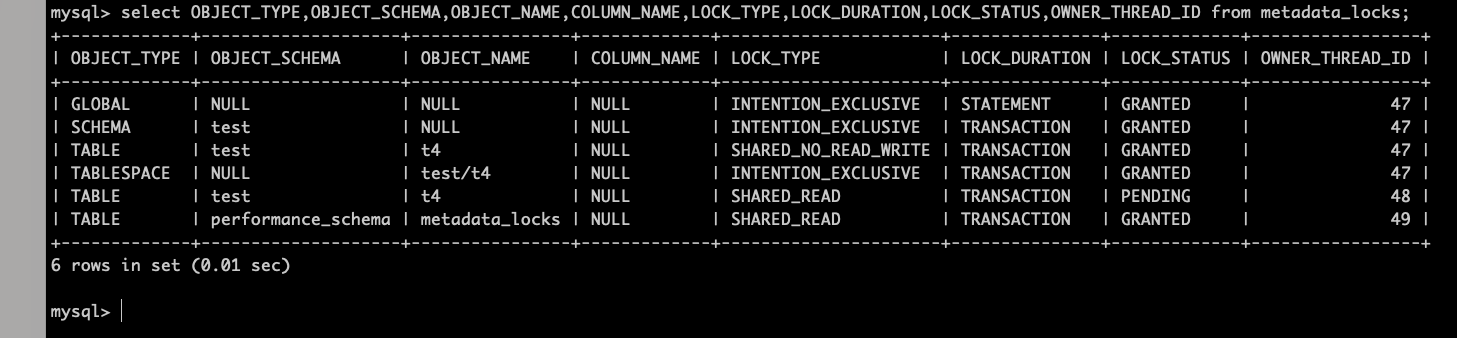 mysql> select OBJECT_TYPE,OBJECT_SCHEMA,OBJECT_NAME,COLUMN_NAME,LOCK_TYPE,LOCK_DURATION,LOCK_STATUS,OWNER_THREAD_ID from metadata_locks;
+-------------+--------------------+----------------+-------------+----------------------+---------------+-------------+-----------------+
| OBJECT_TYPE | OBJECT_SCHEMA      | OBJECT_NAME    | COLUMN_NAME | LOCK_TYPE            | LOCK_DURATION | LOCK_STATUS | OWNER_THREAD_ID |
+-------------+--------------------+----------------+-------------+----------------------+---------------+-------------+-----------------+
| GLOBAL      | NULL               | NULL           | NULL        | INTENTION_EXCLUSIVE  | STATEMENT     | GRANTED     |              47 |
| SCHEMA      | test               | NULL           | NULL        | INTENTION_EXCLUSIVE  | TRANSACTION   | GRANTED     |              47 |
| TABLE       | test               | t4             | NULL        | SHARED_NO_READ_WRITE | TRANSACTION   | GRANTED     |              47 |
| TABLESPACE  | NULL               | test/t4        | NULL        | INTENTION_EXCLUSIVE  | TRANSACTION   | GRANTED     |              47 |
| TABLE       | test               | t4             | NULL        | SHARED_READ          | TRANSACTION   | PENDING     |              48 |
| TABLE       | performance_schema | metadata_locks | NULL        | SHARED_READ          | TRANSACTION   | GRANTED     |              49 |
+-------------+--------------------+----------------+-------------+----------------------+---------------+-------------+-----------------+
6 rows in set (0.01 sec)
mysql>